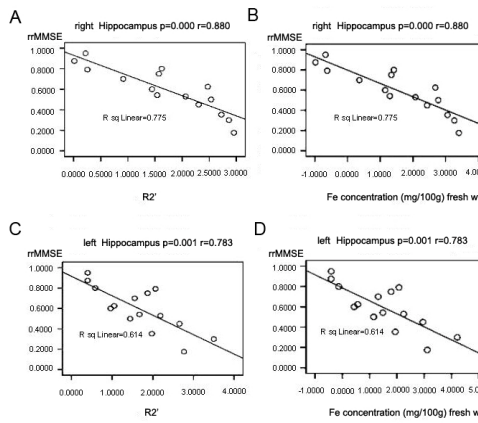 A
right Hippocampus p=0.000 r=0.880
rrMMSE
1.0000
0.8000
0.6000
0.4000
0.2000
0.0000
R sq Linear=0.775
0.0000 0.5000 1.0000 1.5000 2.0000 2.5000 3.0000
R2'
B
right Hippocampus p=0.000 r=0.880
rrMMSE
1.0000
0.8000
0.6000
0.4000
0.2000
0.0000
R sq Linear=0.775
-1.0000 0.0000 1.0000 2.0000 3.0000 4.0
Fe concentration (mg/100g) fresh w
C
left Hippocampus p=0.001 r=0.783
rrMMSE
1.0000
0.8000
0.6000
0.4000
0.2000
0.0000
R sq Linear=0.614
0.0000 1.0000 2.0000 3.0000 4.0000
R2'
D
left Hippocampus p=0.001 r=0.783
rrMMSE
1.0000
0.8000
0.6000
0.4000
0.2000
0.0000
R sq Linear=0.614
-1.0000 0.0000 1.0000 2.0000 3.0000 4.0000 5.0
Fe concentration (mg/100g) fresh w